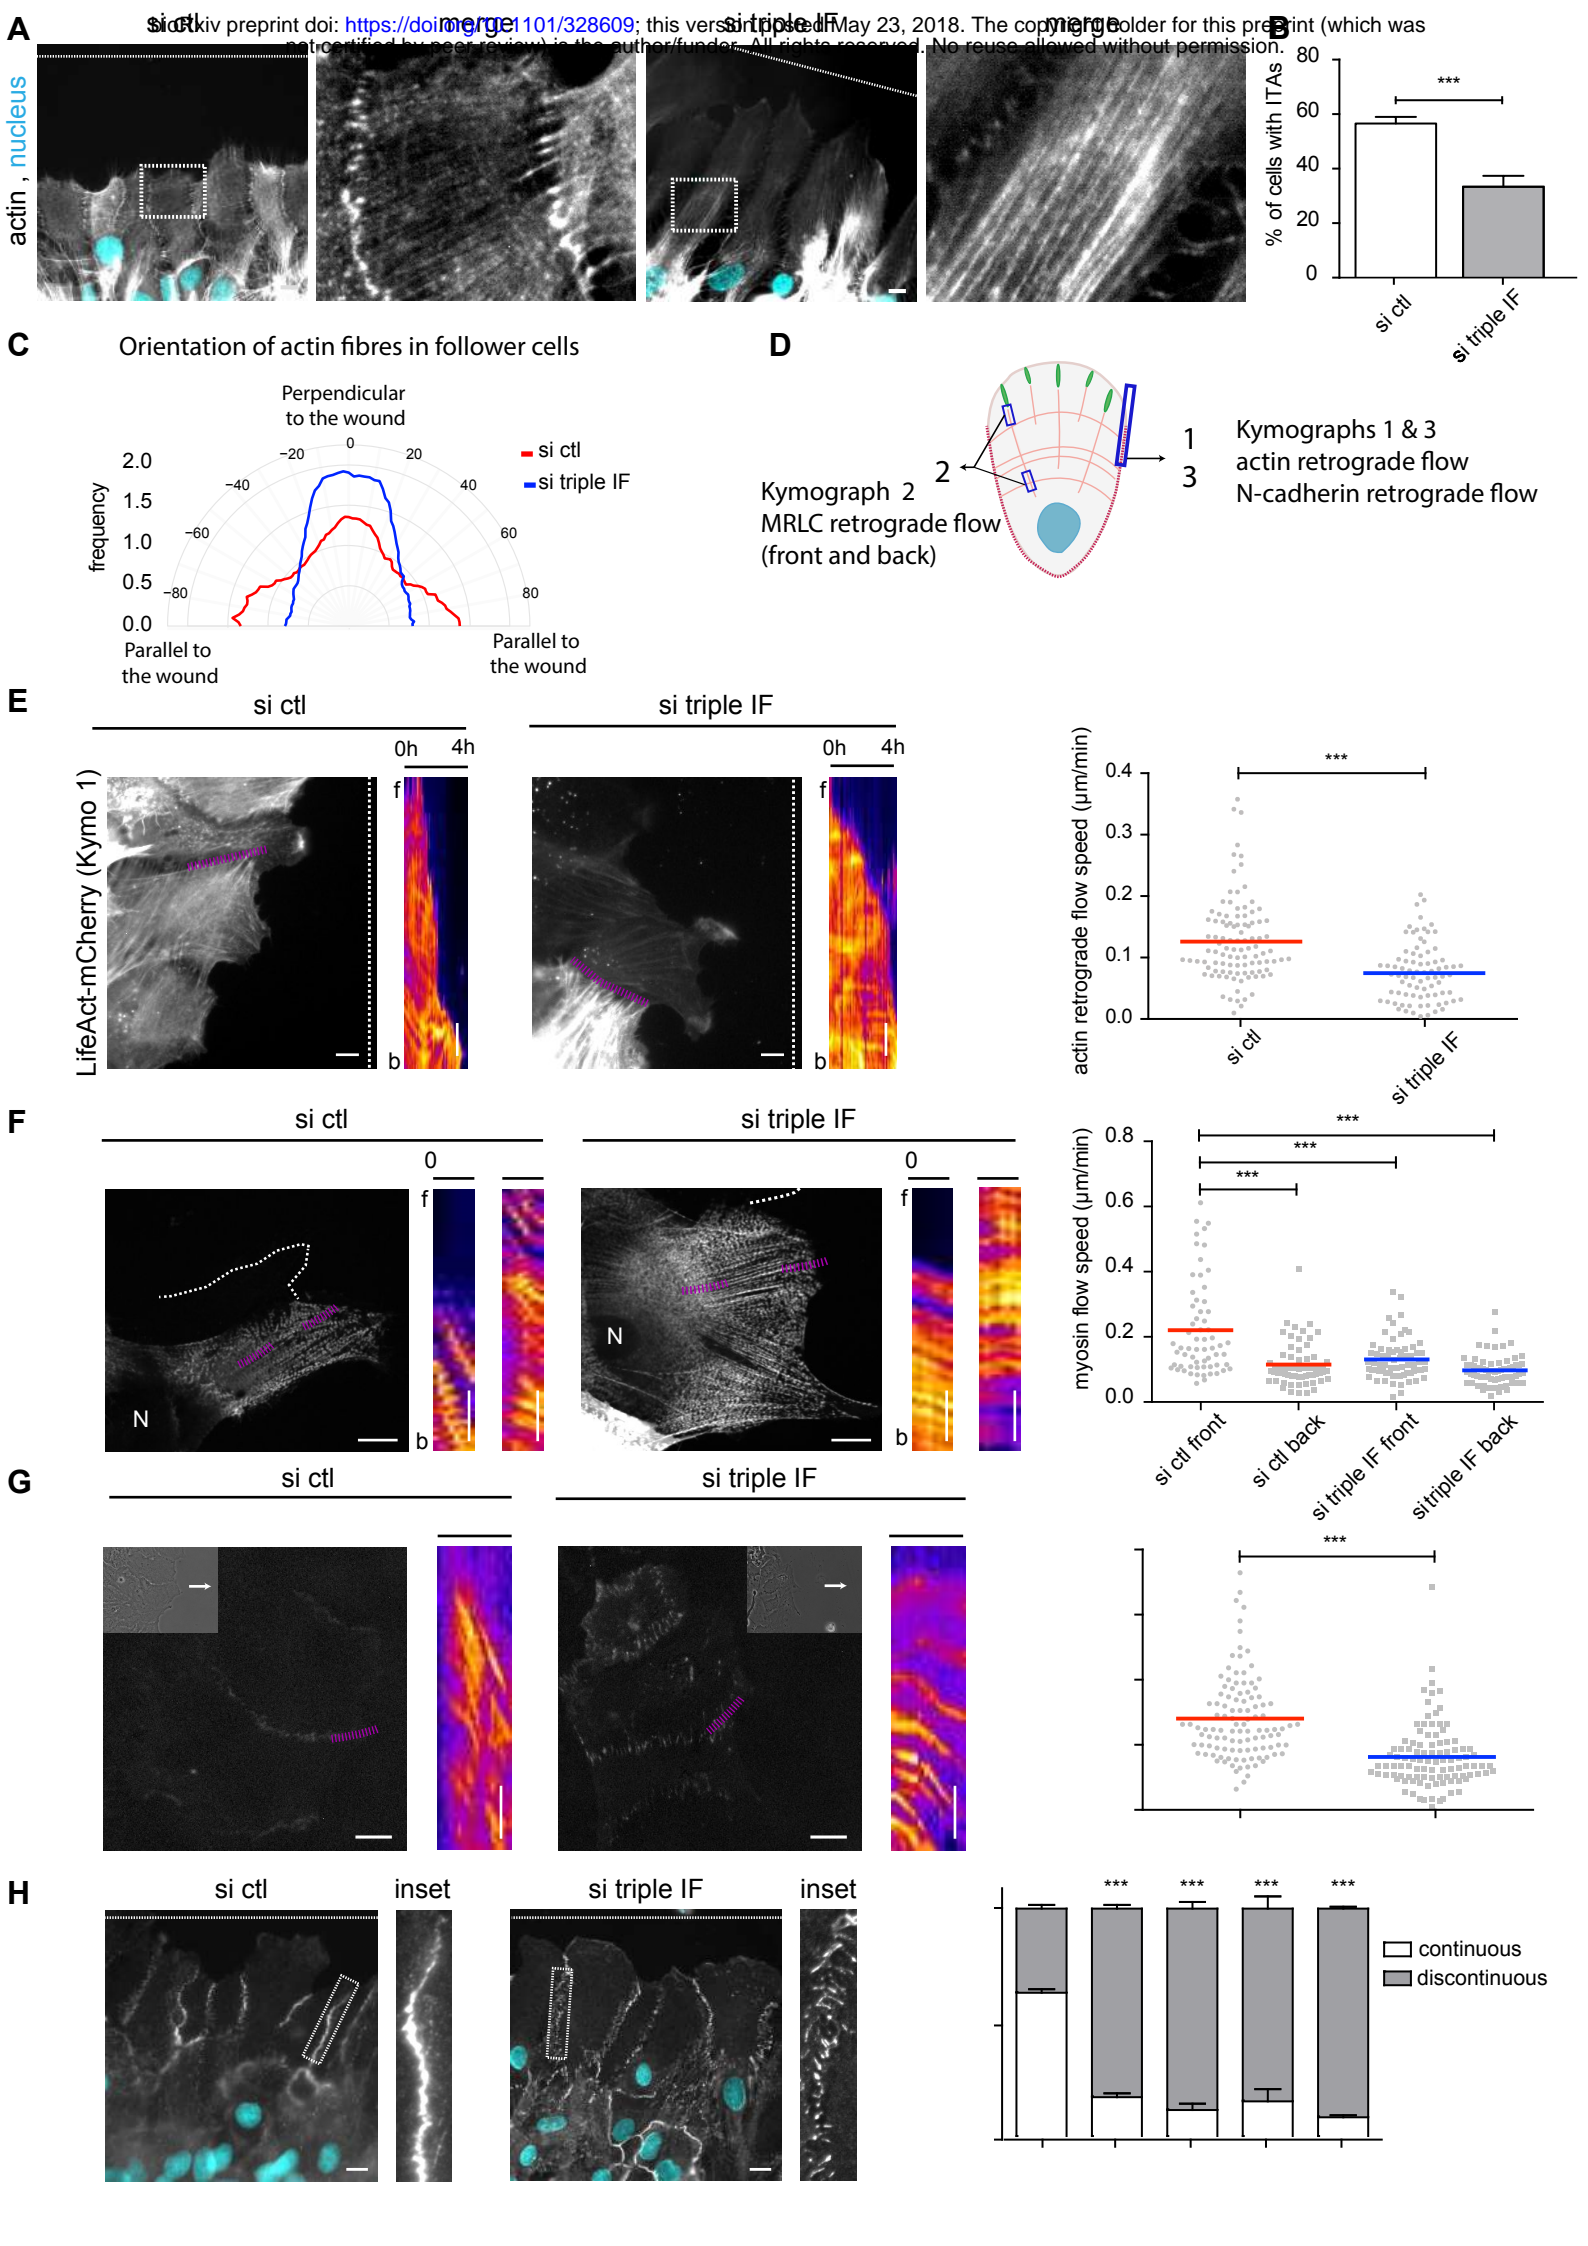 bioRxiv preprint doi: https://doi.org/10.1101/328609; this version posted May 23, 2018. The copyright holder for this preprint (which was
not certified by peer review) is the author/funder. All rights reserved. No reuse allowed without permission.
A
si ctl
merge
si triple IF
merge
actin , nucleus
B
% of cells with ITAs
80
60
40
20
0
***
si ctl
si triple IF
C
Orientation of actin fibres in follower cells
Perpendicular
to the wound
frequency
2.0
1.5
1.0
0.5
0.0
−80
−60
−40
−20
0
20
40
60
80
si ctl
si triple IF
Parallel to
the wound
Parallel to
the wound
D
2
Kymograph 2
MRLC retrograde flow
(front and back)
1
3
Kymographs 1 & 3
actin retrograde flow
N-cadherin retrograde flow
E
si ctl
si triple IF
LifeAct-mCherry (Kymo 1)
0h
4h
f
b
0h
4h
f
b
actin retrograde flow speed (µm/min)
0.4
0.3
0.2
0.1
0.0
***
si ctl
si triple IF
F
si ctl
si triple IF
0
f
b
N
0
f
b
N
myosin flow speed (µm/min)
0.8
0.6
0.4
0.2
0.0
***
***
***
si ctl front
si ctl back
si triple IF front
si triple IF back
G
si ctl
si triple IF
***
H
si ctl
inset
si triple IF
inset
***
***
***
***
continuous
discontinuous